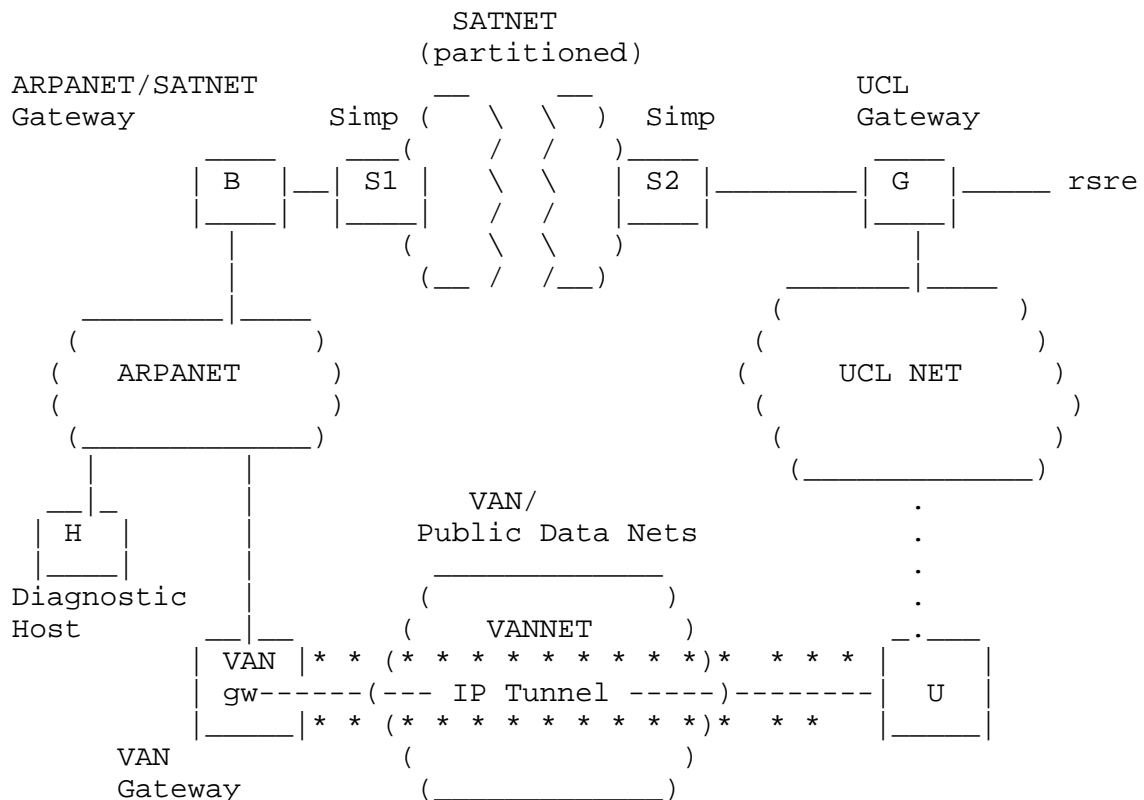 SATNET
(partitioned)
ARPANET/SATNET UCL
Gateway Simp Simp Gateway
B S1 S2 G rsre
ARPANET UCL NET
VAN/
H Public Data Nets
Diagnostic
Host VANNET
VAN
gw IP Tunnel U
VAN
Gateway